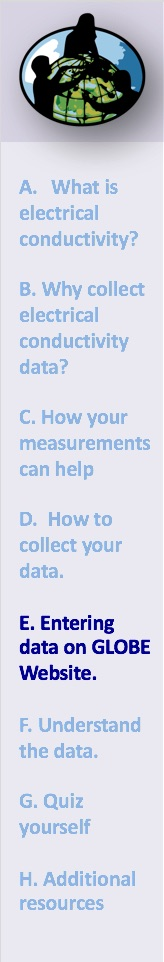 A.  What is
electrical
conductivity?
B. Why collect
electrical
conductivity
data?
C. How your
measurements
can help
D.  How to
collect your
data.
E. Entering
data on GLOBE
Website.
F. Understand
the data.
G. Quiz
yourself
H. Additional
resources